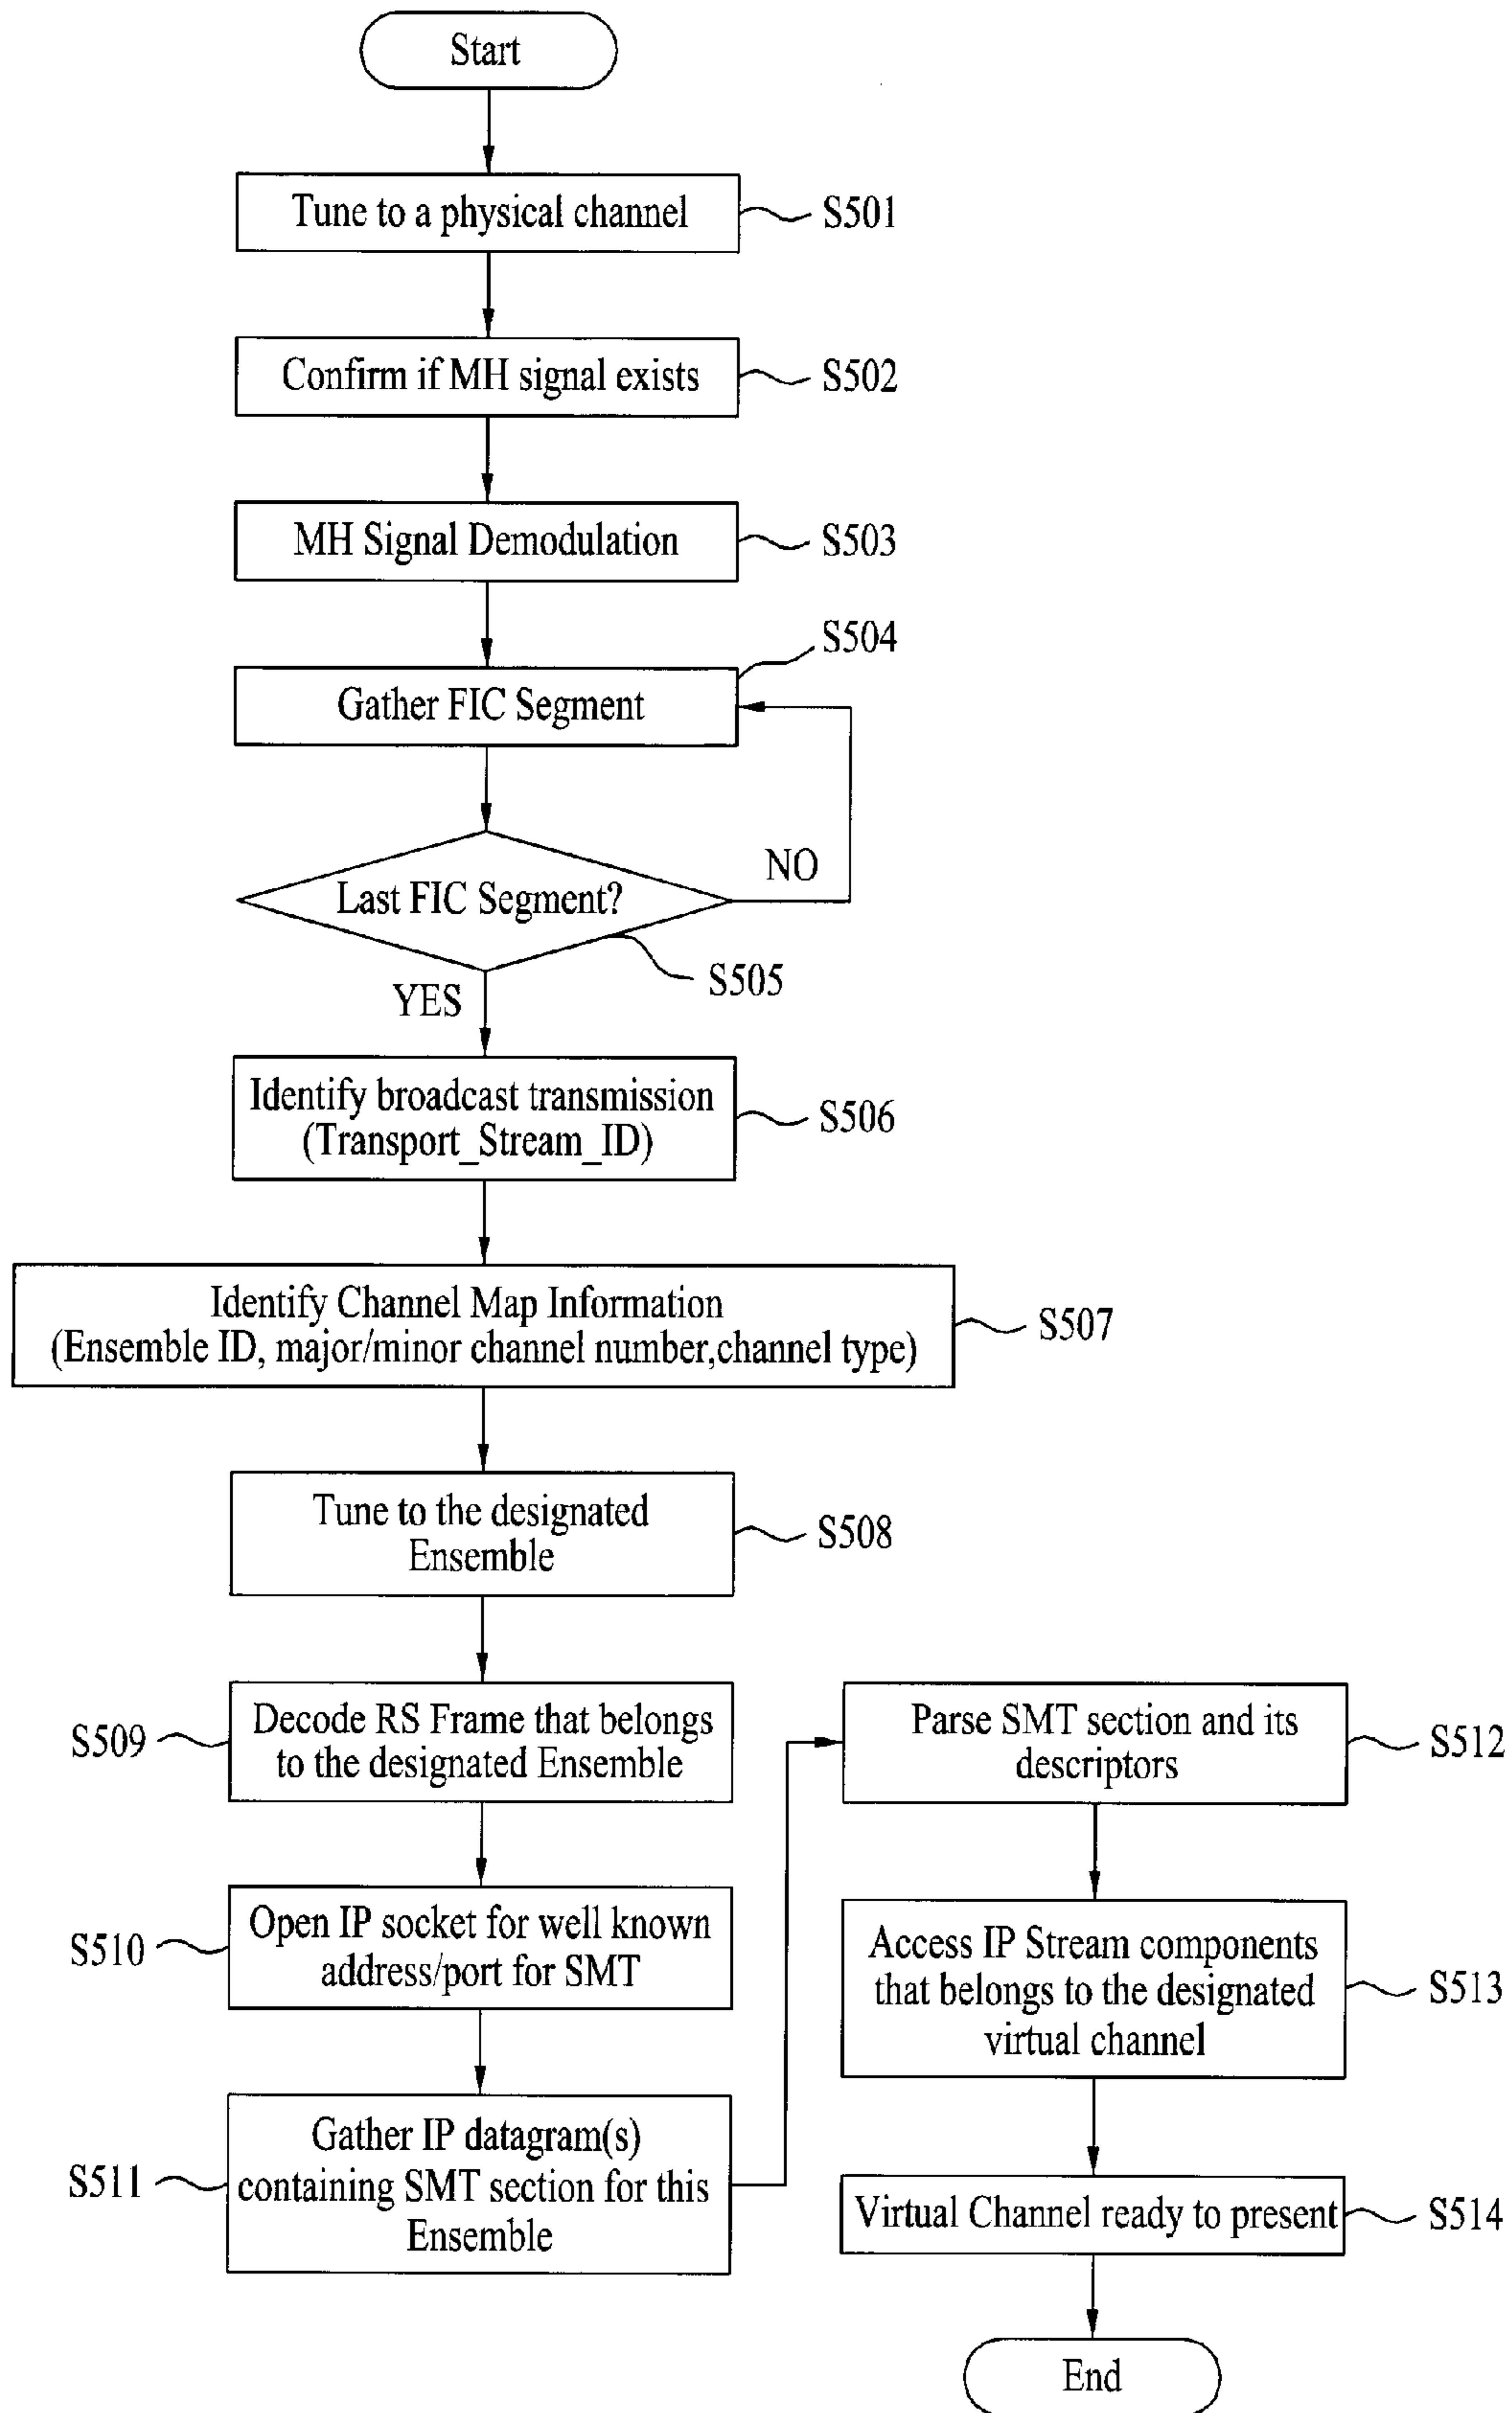 Start
Tune to a physical channel
S501
Confirm if MH signal exists
S502
MH Signal Demodulation
S503
S504
Gather FIC Segment
NO
Last FIC Segment?
S505
YES
Identify broadcast transmission
(Transport_Stream_ID)
S506
Identify Channel Map Information
(Ensemble ID, major/minor channel number,channel type)
S507
Tune to the designated
Ensemble
S508
S509
Decode RS Frame that belongs
to the designated Ensemble
S510
Open IP socket for well known
address/port for SMT
S511
Gather IP datagram(s)
containing SMT section for this
Ensemble
Parse SMT section and its
descriptors
S512
Access IP Stream components
that belongs to the designated
virtual channel
S513
Virtual Channel ready to present
S514
End